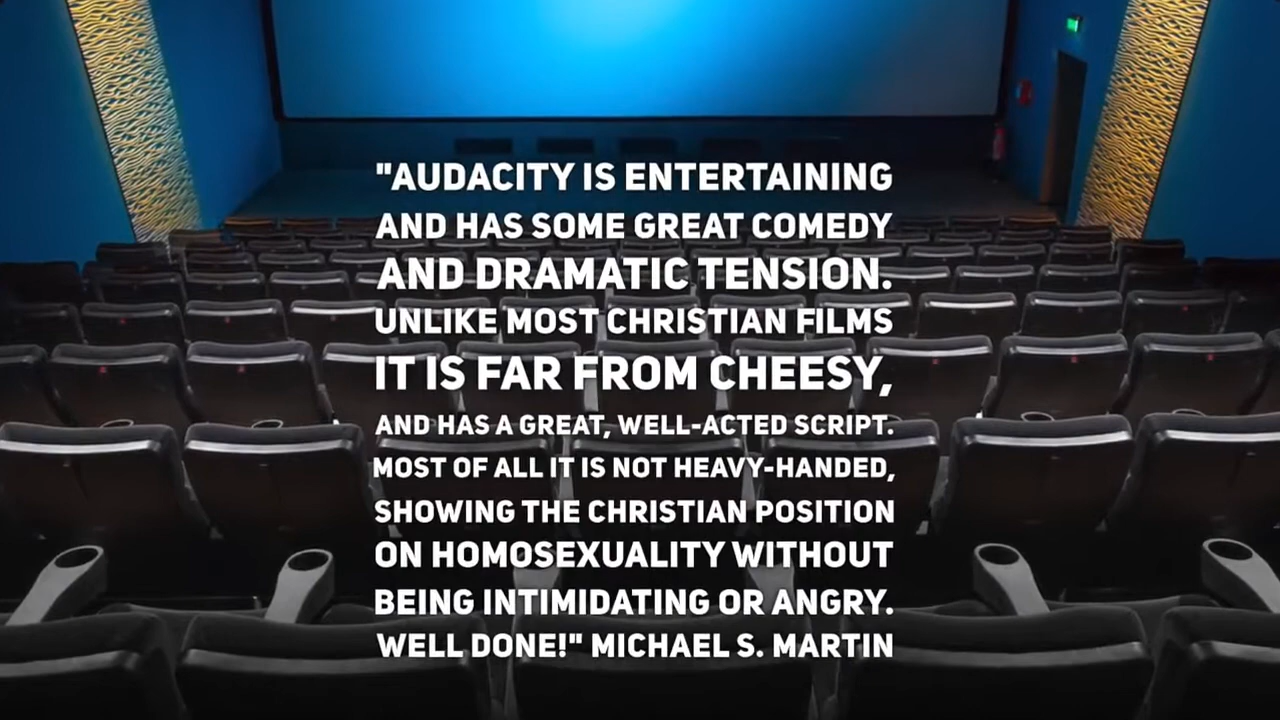 "AUDACITY IS ENTERTAINING
AND HAS SOME GREAT COMEDY
AND DRAMATIC TENSION.
UNLIKE MOST CHRISTIAN FILMS
IT IS FAR FROM CHEESY,
AND HAS A GREAT, WELL-ACTED SCRIPT.
MOST OF ALL IT IS NOT HEAVY-HANDED,
SHOWING THE CHRISTIAN POSITION
ON HOMOSEXUALITY WITHOUT
BEING INTIMIDATING OR ANGRY.
WELL DONE!" MICHAEL S. MARTIN